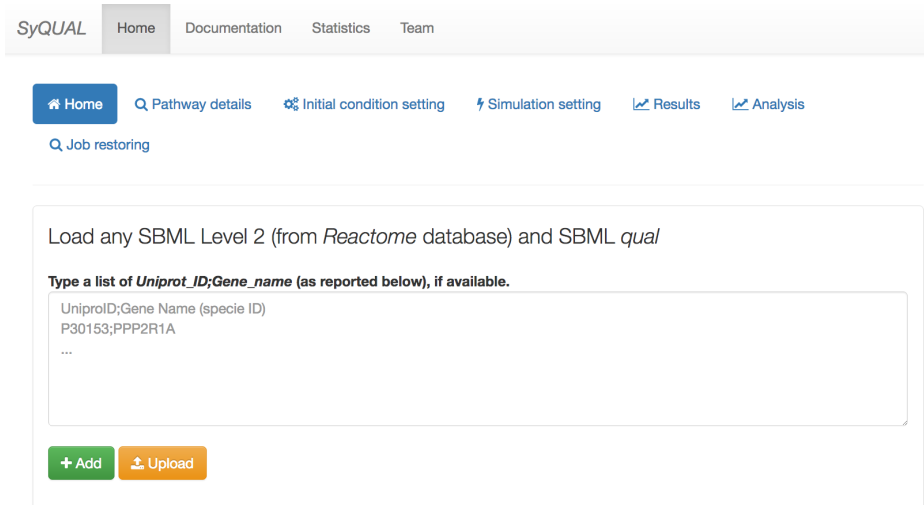 SyQUAL Home Documentation Statistics Team
Home Pathway details Initial condition setting Simulation setting Results Analysis
Job restoring
Load any SBML Level 2 (from Reactome database) and SBML qual
Type a list of Uniprot_ID;Gene_name (as reported below), if available.
UniproID;Gene Name (specie ID)
P30153;PPP2R1A
...
+ Add Upload